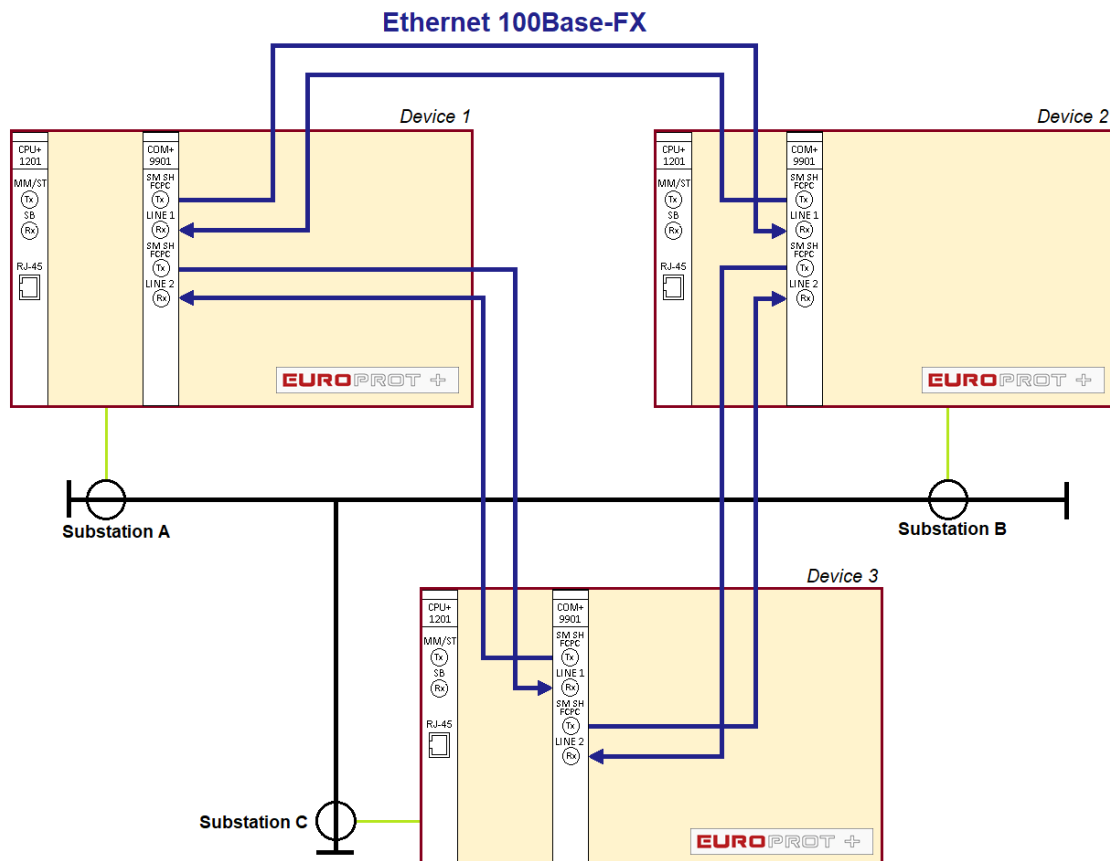 Ethernet 100Base-FX
Device 1
CPU+
1201
MM/ST
Tx
SB
Rx
RJ-45
COM+
9901
SM SH
FCPC
Tx
LINE 1
Rx
SM SH
FCPC
Tx
LINE 2
Rx
EUROPROT +
Device 2
CPU+
1201
MM/ST
Tx
SB
Rx
RJ-45
COM+
9901
SM SH
FCPC
Tx
LINE 1
Rx
SM SH
FCPC
Tx
LINE 2
Rx
EUROPROT +
Substation A
Substation B
Device 3
CPU+
1201
MM/ST
Tx
SB
Rx
RJ-45
COM+
9901
SM SH
FCPC
Tx
LINE 1
Rx
SM SH
FCPC
Tx
LINE 2
Rx
Substation C
EUROPROT +